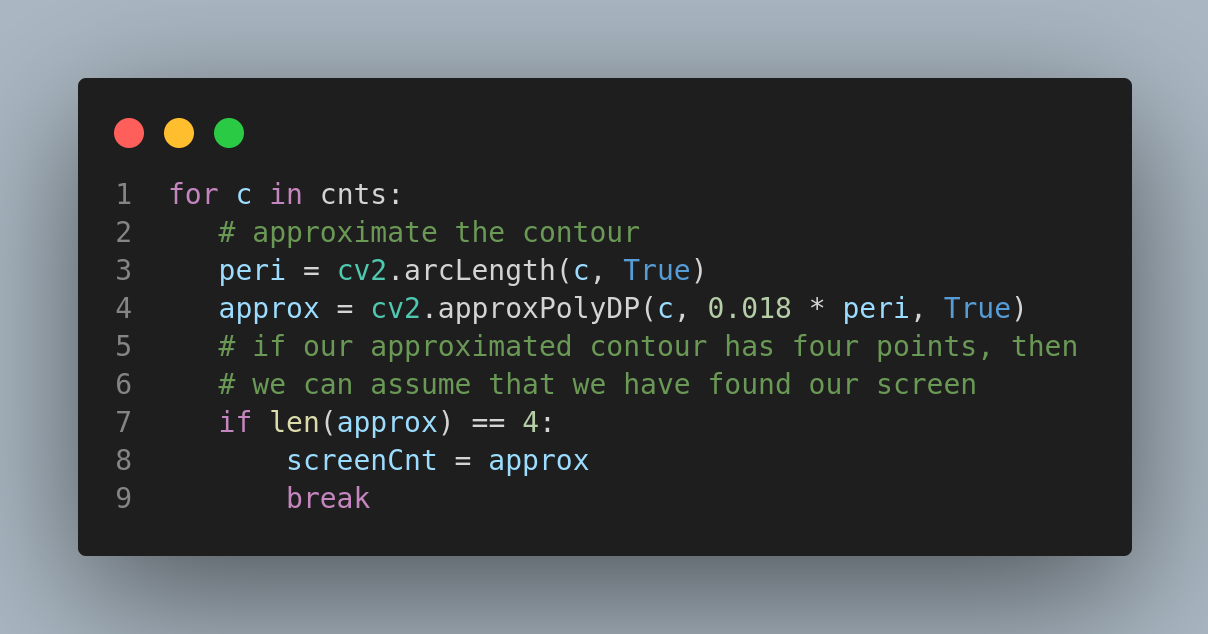 1 for c in cnts:
2    # approximate the contour
3    peri = cv2.arcLength(c, True)
4    approx = cv2.approxPolyDP(c, 0.018 * peri, True)
5    # if our approximated contour has four points, then
6    # we can assume that we have found our screen
7    if len(approx) == 4:
8        screenCnt = approx
9        break